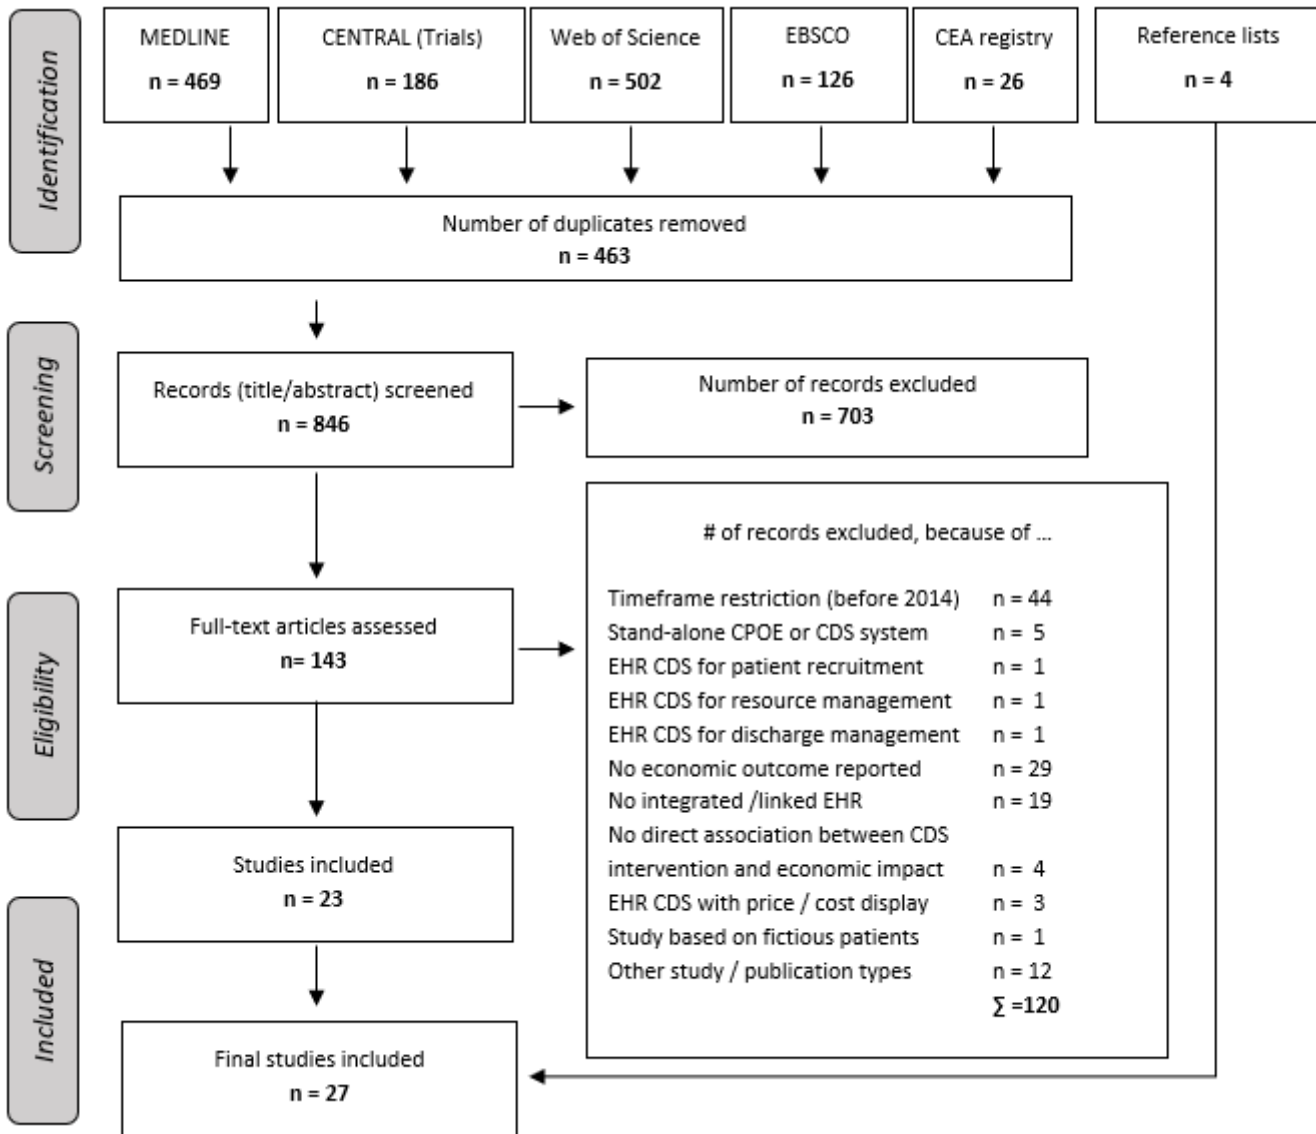 Identification
MEDLINE
n = 469
CENTRAL (Trials)
n = 186
Web of Science
n = 502
EBSCO
n = 126
CEA registry
n = 26
Reference lists
n = 4
Number of duplicates removed
n = 463
Screening
Records (title/abstract) screened
n = 846
Number of records excluded
n = 703
Eligibility
Full-text articles assessed
n= 143
# of records excluded, because of ...
Timeframe restriction (before 2014) n = 44
Stand-alone CPOE or CDS system n = 5
EHR CDS for patient recruitment n = 1
EHR CDS for resource management n = 1
EHR CDS for discharge management n = 1
No economic outcome reported n = 29
No integrated /linked EHR n = 19
No direct association between CDS
intervention and economic impact n = 4
EHR CDS with price / cost display n = 3
Study based on fictious patients n = 1
Other study / publication types n = 12
∑ =120
Included
Studies included
n = 23
Final studies included
n = 27